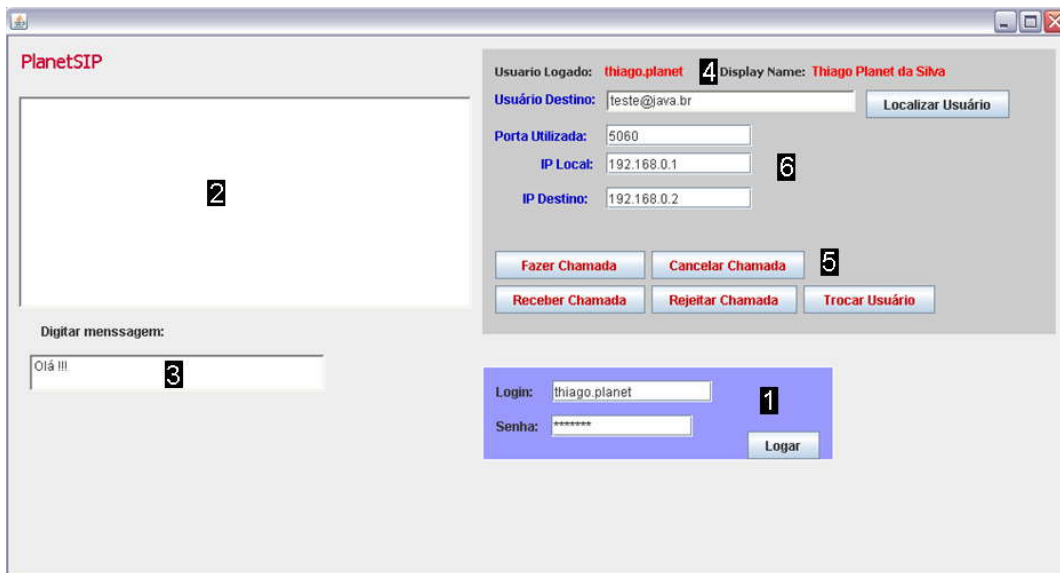 PlanetSIP
Usuario Logado: thiago.planet 4 Display Name: Thiago Planet da Silva
Usuário Destino: teste@java.br Localizar Usuário
Porta Utilizada: 5060
IP Local: 192.168.0.1 6
2
IP Destino: 192.168.0.2
Fazer Chamada Cancelar Chamada 5
Receber Chamada Rejeitar Chamada Trocar Usuário
Digitar menssagem:
Olá !!! 3
Login: thiago.planet 1
Senha: *******
Logar